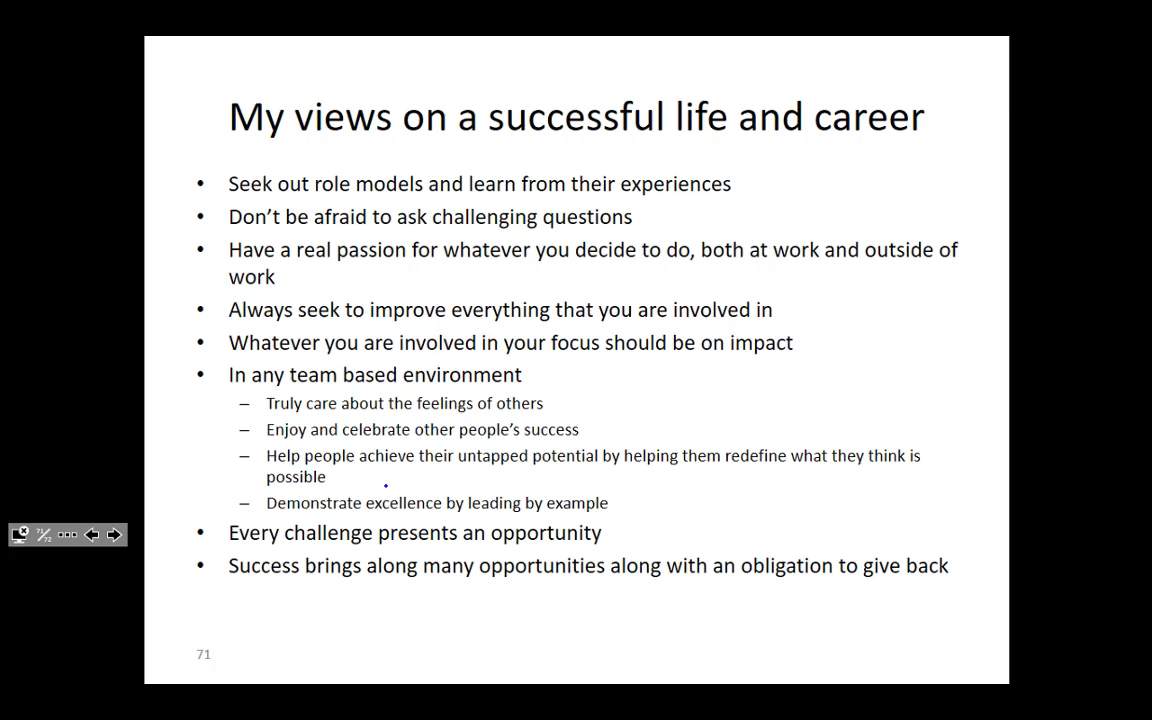 My views on a successful life and career
• Seek out role models and learn from their experiences
• Don’t be afraid to ask challenging questions
• Have a real passion for whatever you decide to do, both at work and outside of
work
• Always seek to improve everything that you are involved in
• Whatever you are involved in your focus should be on impact
• In any team based environment
– Truly care about the feelings of others
– Enjoy and celebrate other people’s success
– Help people achieve their untapped potential by helping them redefine what they think is
possible
– Demonstrate excellence by leading by example
• Every challenge presents an opportunity
• Success brings along many opportunities along with an obligation to give back
71/72
71